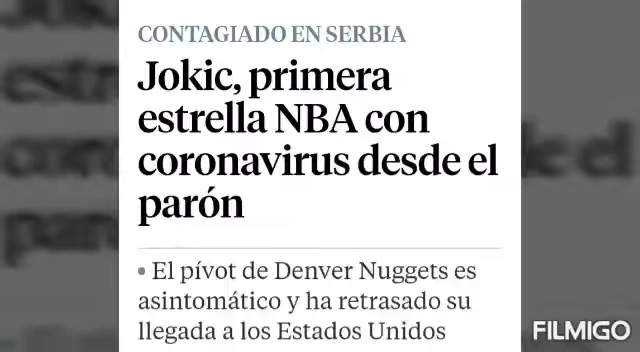 CONTAGIADO EN SERBIA
Jokic, primera
estrella NBA con
coronavirus desde el
parón
• El pívot de Denver Nuggets es
asintomático y ha retrasado su
llegada a los Estados Unidos
FILMIGO